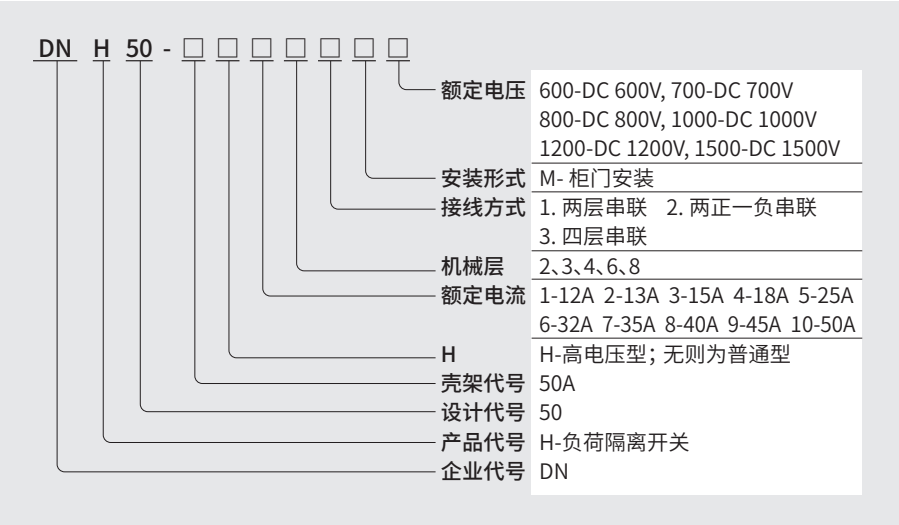 DN H 50 - □ □ □ □ □ □ □
额定电压 600-DC 600V, 700-DC 700V
800-DC 800V, 1000-DC 1000V
1200-DC 1200V, 1500-DC 1500V
安装形式 M- 柜门安装
接线方式 1. 两层串联 2. 两正一负串联
3. 四层串联
机械层 2、3、4、6、8
额定电流 1-12A 2-13A 3-15A 4-18A 5-25A
6-32A 7-35A 8-40A 9-45A 10-50A
H H-高电压型；无则为普通型
壳架代号 50A
设计代号 50
产品代号 H-负荷隔离开关
企业代号 DN